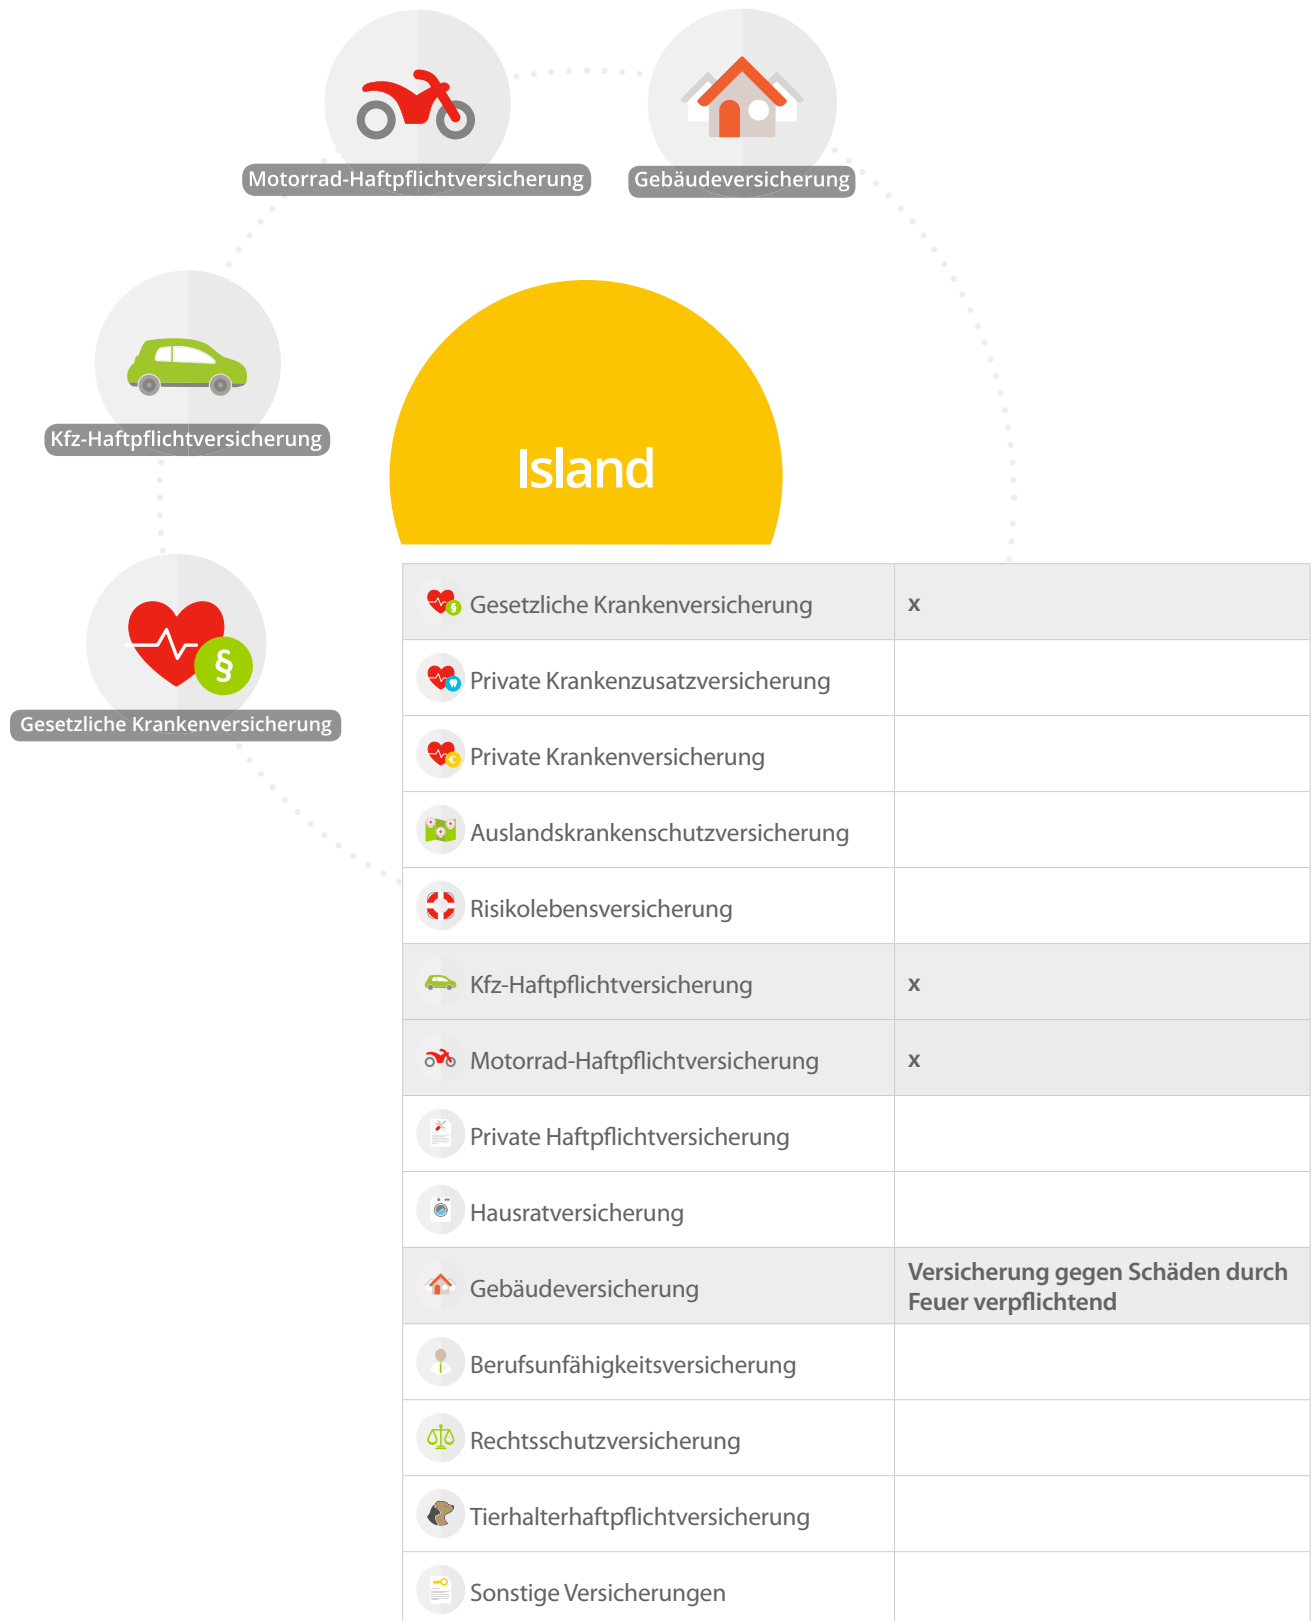 Motorrad-Haftpflichtversicherung
Gebäudeversicherung
Kfz-Haftpflichtversicherung
Island
§
Gesetzliche Krankenversicherung
§ Gesetzliche Krankenversicherung x
Private Krankenzusatzversicherung
€ Private Krankenversicherung
Auslandskrankenschutzversicherung
Risikolebensversicherung
Kfz-Haftpflichtversicherung x
Motorrad-Haftpflichtversicherung x
Private Haftpflichtversicherung
Hausratversicherung
Gebäudeversicherung
Versicherung gegen Schäden durch
Feuer verpflichtend
Berufsunfähigkeitsversicherung
Rechtsschutzversicherung
Tierhalterhaftpflichtversicherung
Sonstige Versicherungen